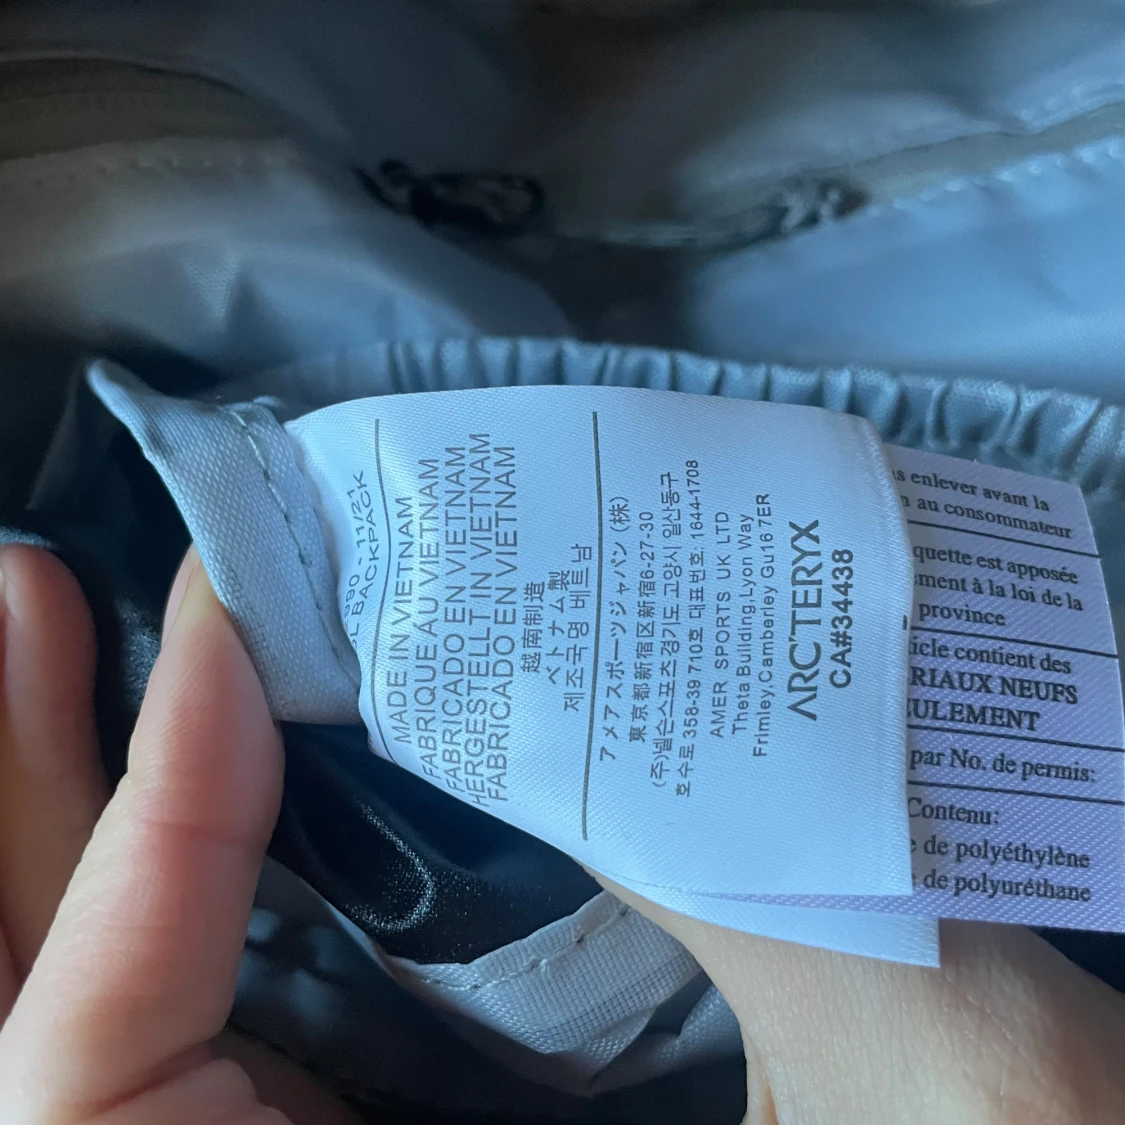 - 11/21
BACKPACK
MADE IN VIETNAM
FABRIQUE AU VIETNAM
FABRICADO EN VIETNAM
HERGESTELLT IN VIETNAM
FABRICADO EN VIETNAM
越南制造
ベトナム製
제조국명 베트남
アメアスポーツジャパン (株)
東京都新宿区新宿6-27-30
(주)넬슨스포츠경기도 고양시 일산동구
호수로 358-39 710호 대표번호. 1644-1708
AMER SPORTS UK LTD
Theta Building,Lyon Way
Frimley,Camberley Gu16 7ER
ARC'TERYX
CA#34438
enlever avant la
au consommateur
quette est apposée
ment à la loi de la
province
icle contient des
RIAUX NEUFS
ULEMENT
par No. de permis:
Contenu:
de polyéthylène
de polyuréthane